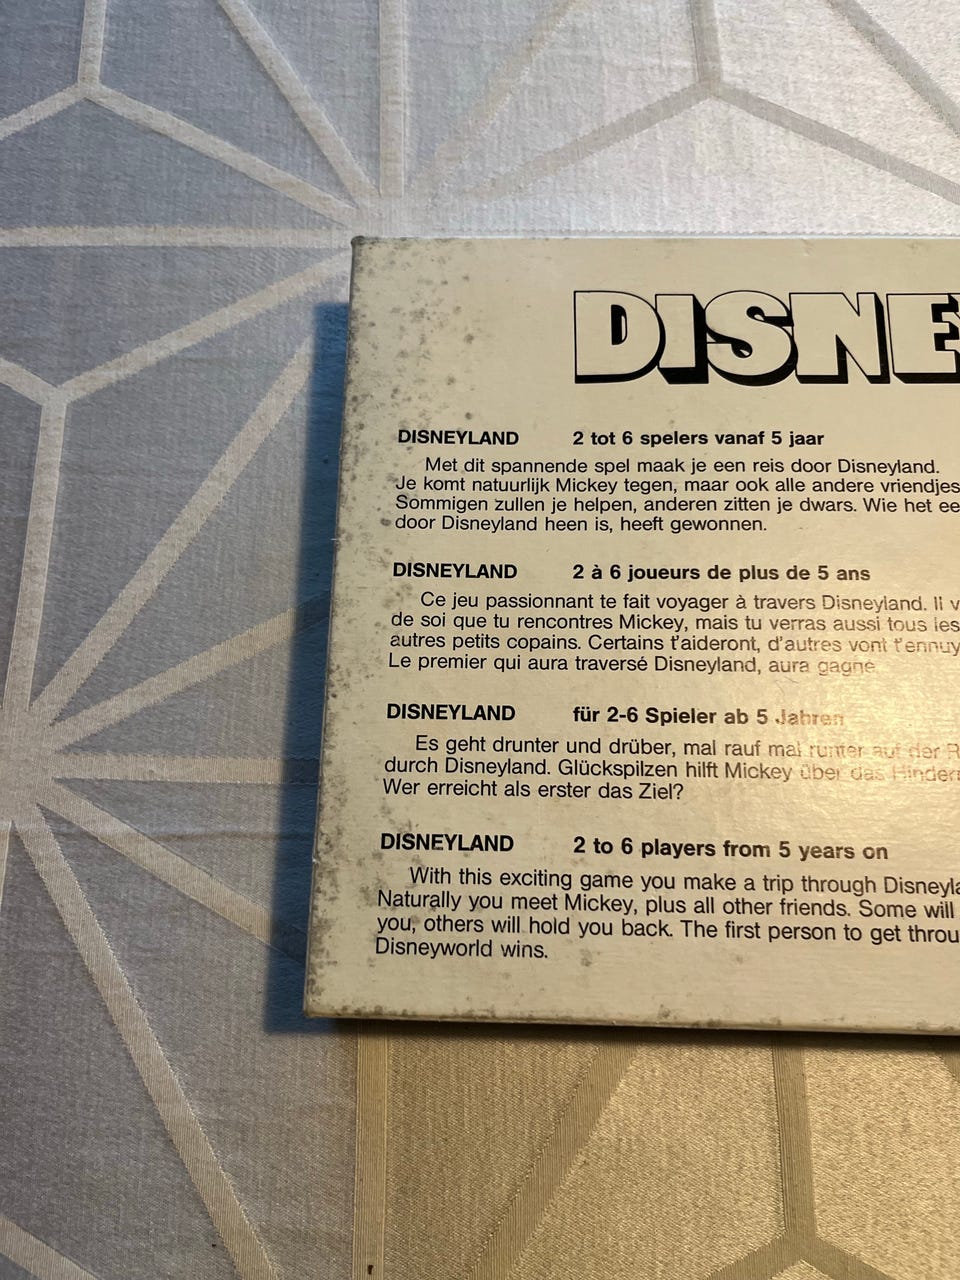 DISNE
DISNEYLAND 2 tot 6 spelers vanaf 5 jaar
Met dit spannende spel maak je een reis door Disneyland.
Je komt natuurlijk Mickey tegen, maar ook alle andere vriendjes
Sommigen zullen je helpen, anderen zitten je dwars. Wie het ee
door Disneyland heen is, heeft gewonnen.
DISNEYLAND 2 à 6 joueurs de plus de 5 ans
Ce jeu passionnant te fait voyager à travers Disneyland. Il v
de soi que tu rencontres Mickey, mais tu verras aussi tous les
autres petits copains. Certains t'aideront, d'autres vont t'ennuy
Le premier qui aura traversé Disneyland, aura gagné.
DISNEYLAND für 2-6 Spieler ab 5 Jahren
Es geht drunter und drüber, mal rauf mal runter auf der R
durch Disneyland. Glückspilzen hilft Mickey über das Hindern
Wer erreicht als erster das Ziel?
DISNEYLAND 2 to 6 players from 5 years on
With this exciting game you make a trip through Disneyla
Naturally you meet Mickey, plus all other friends. Some will
you, others will hold you back. The first person to get throu
Disneyworld wins.